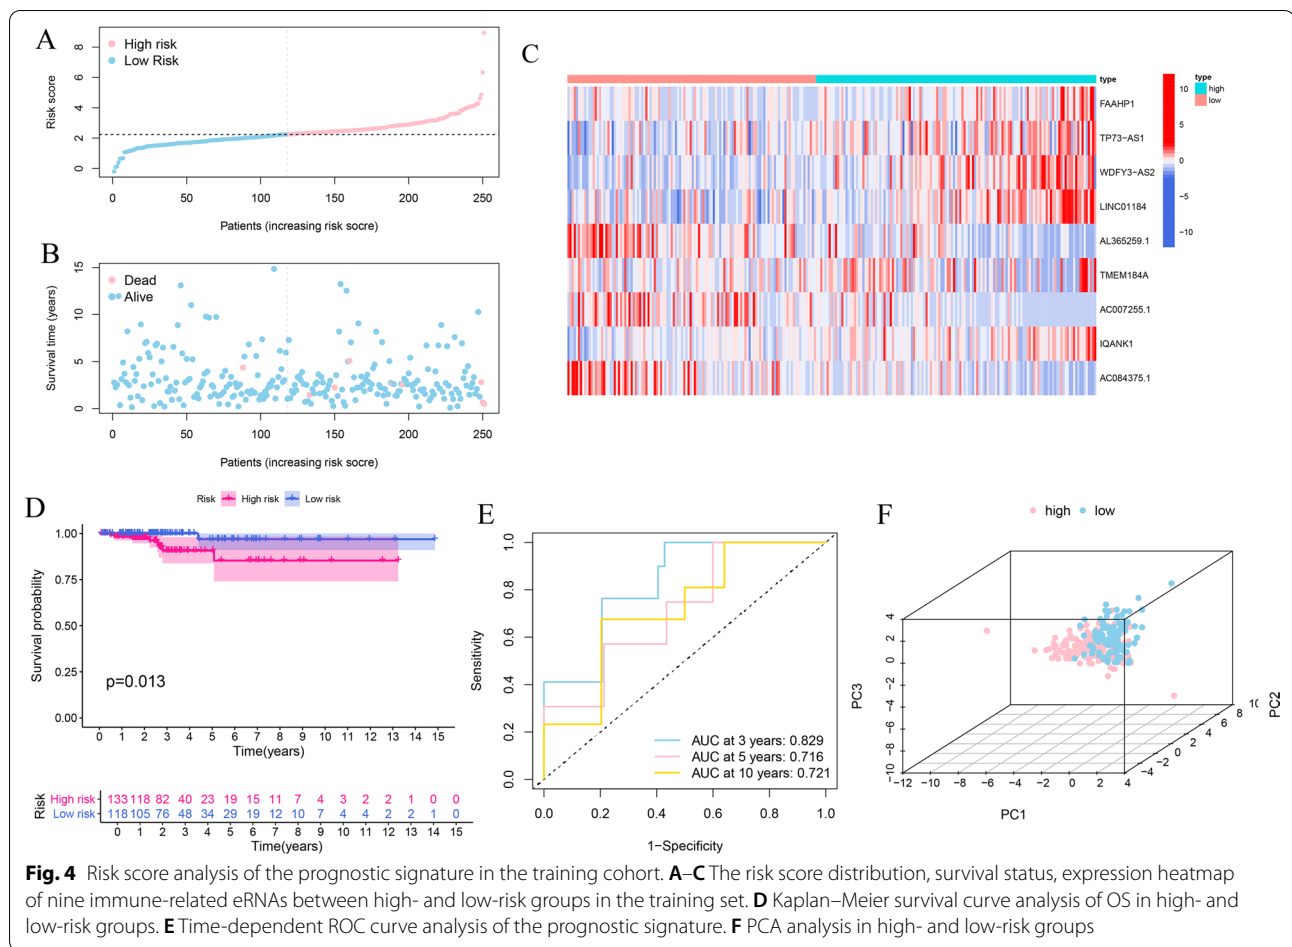 A
High risk
Low Risk
Risk score
8
6
4
2
0
0 50 100 150 200 250
Patients (increasing risk socre)
B
Dead
Alive
Survival time (years)
15
10
5
0
0 50 100 150 200 250
Patients (increasing risk socre)
C
type
FAAHP1
TP73−AS1
WDFY3−AS2
LINC01184
AL365259.1
TMEM184A
AC007255.1
IQANK1
AC084375.1
10
5
0
−5
−10
type
high
low
D
Risk High risk Low risk
Survival probability
1.00
0.75
0.50
0.25
0.00
p=0.013
0 1 2 3 4 5 6 7 8 9 10 11 12 13 14 15
Time(years)
Risk
High risk 133 118 82 40 23 19 15 11 7 4 3 2 2 1 0 0
Low risk 118 105 76 48 34 29 19 12 10 7 4 4 2 2 1 0
0 1 2 3 4 5 6 7 8 9 10 11 12 13 14 15
Time(years)
E
Sensitivity
1.0
0.8
0.6
0.4
0.2
0.0
AUC at 3 years: 0.829
AUC at 5 years: 0.716
AUC at 10 years: 0.721
0.0 0.2 0.4 0.6 0.8 1.0
1−Specificity
F
high low
PC3
4
2
0
−2
−4
−6
−8
−10
−12 −10 −8 −6 −4 −2 0 2 4
PC1
−4
−2
0
2
4
6
8
10
PC2
Fig. 4 Risk score analysis of the prognostic signature in the training cohort. A–C The risk score distribution, survival status, expression heatmap
of nine immune-related eRNAs between high- and low-risk groups in the training set. D Kaplan–Meier survival curve analysis of OS in high- and
low-risk groups. E Time-dependent ROC curve analysis of the prognostic signature. F PCA analysis in high- and low-risk groups